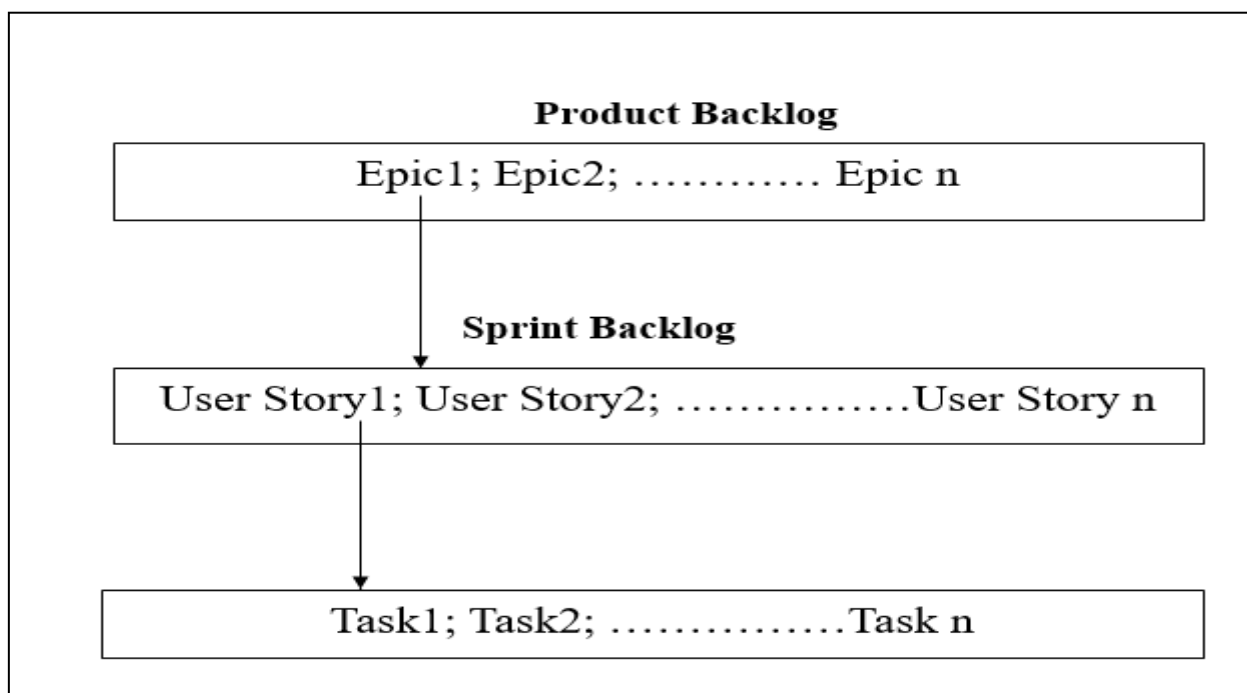 Product Backlog
Epic1; Epic2; ………… Epic n
Sprint Backlog
User Story1; User Story2; ……………User Story n
Task1; Task2; ……………Task n